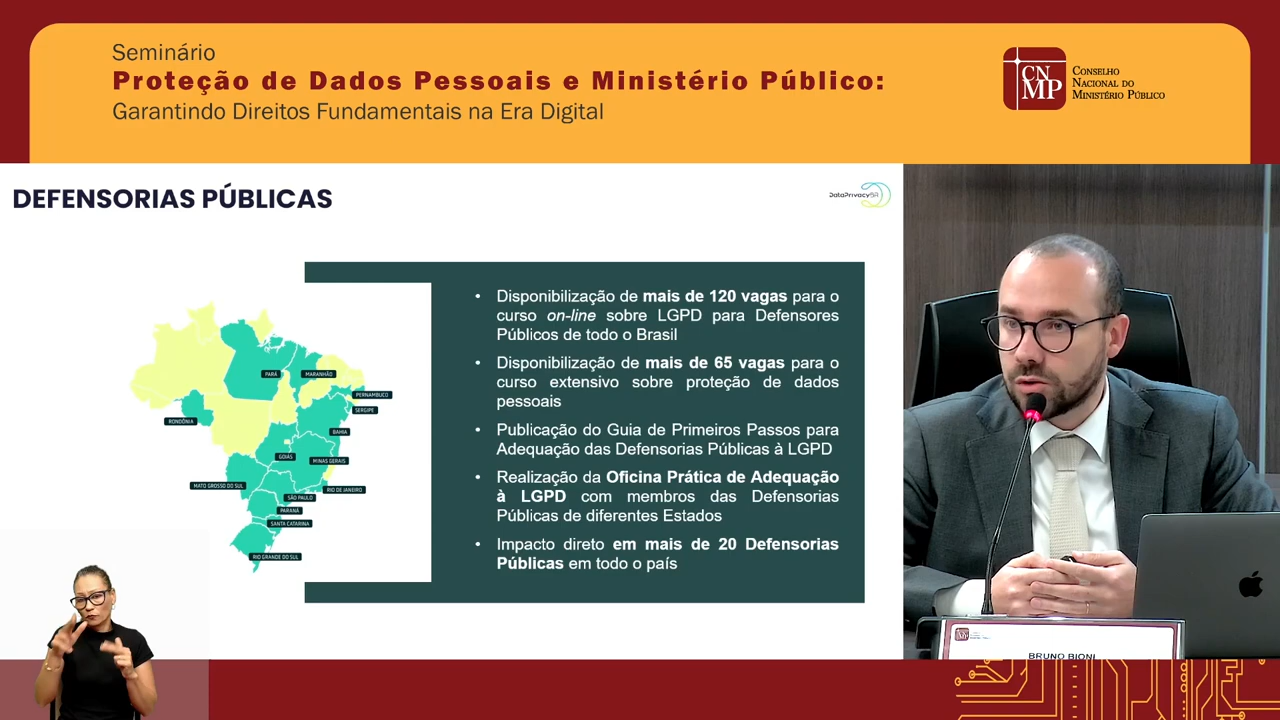 Seminário
Proteção de Dados Pessoais e Ministério Público:
Garantindo Direitos Fundamentais na Era Digital
CN
MP
CONSELHO
NACIONAL DO
MINISTÉRIO PÚBLICO
DEFENSORIAS PÚBLICAS
DataPrivacyBR
PARÁ
MARANHÃO
PERNAMBUCO
SERGIPE
RONDÔNIA
BAHIA
GOIÁS
MINAS GERAIS
MATO GROSSO DO SUL
RIO DE JANEIRO
SÃO PAULO
PARANÁ
SANTA CATARINA
RIO GRANDE DO SUL
• Disponibilização de mais de 120 vagas para o
curso on-line sobre LGPD para Defensores
Públicos de todo o Brasil
• Disponibilização de mais de 65 vagas para o
curso extensivo sobre proteção de dados
pessoais
• Publicação do Guia de Primeiros Passos para
Adequação das Defensorias Públicas à LGPD
• Realização da Oficina Prática de Adequação
à LGPD com membros das Defensorias
Públicas de diferentes Estados
• Impacto direto em mais de 20 Defensorias
Públicas em todo o país
BRUNO BIONI